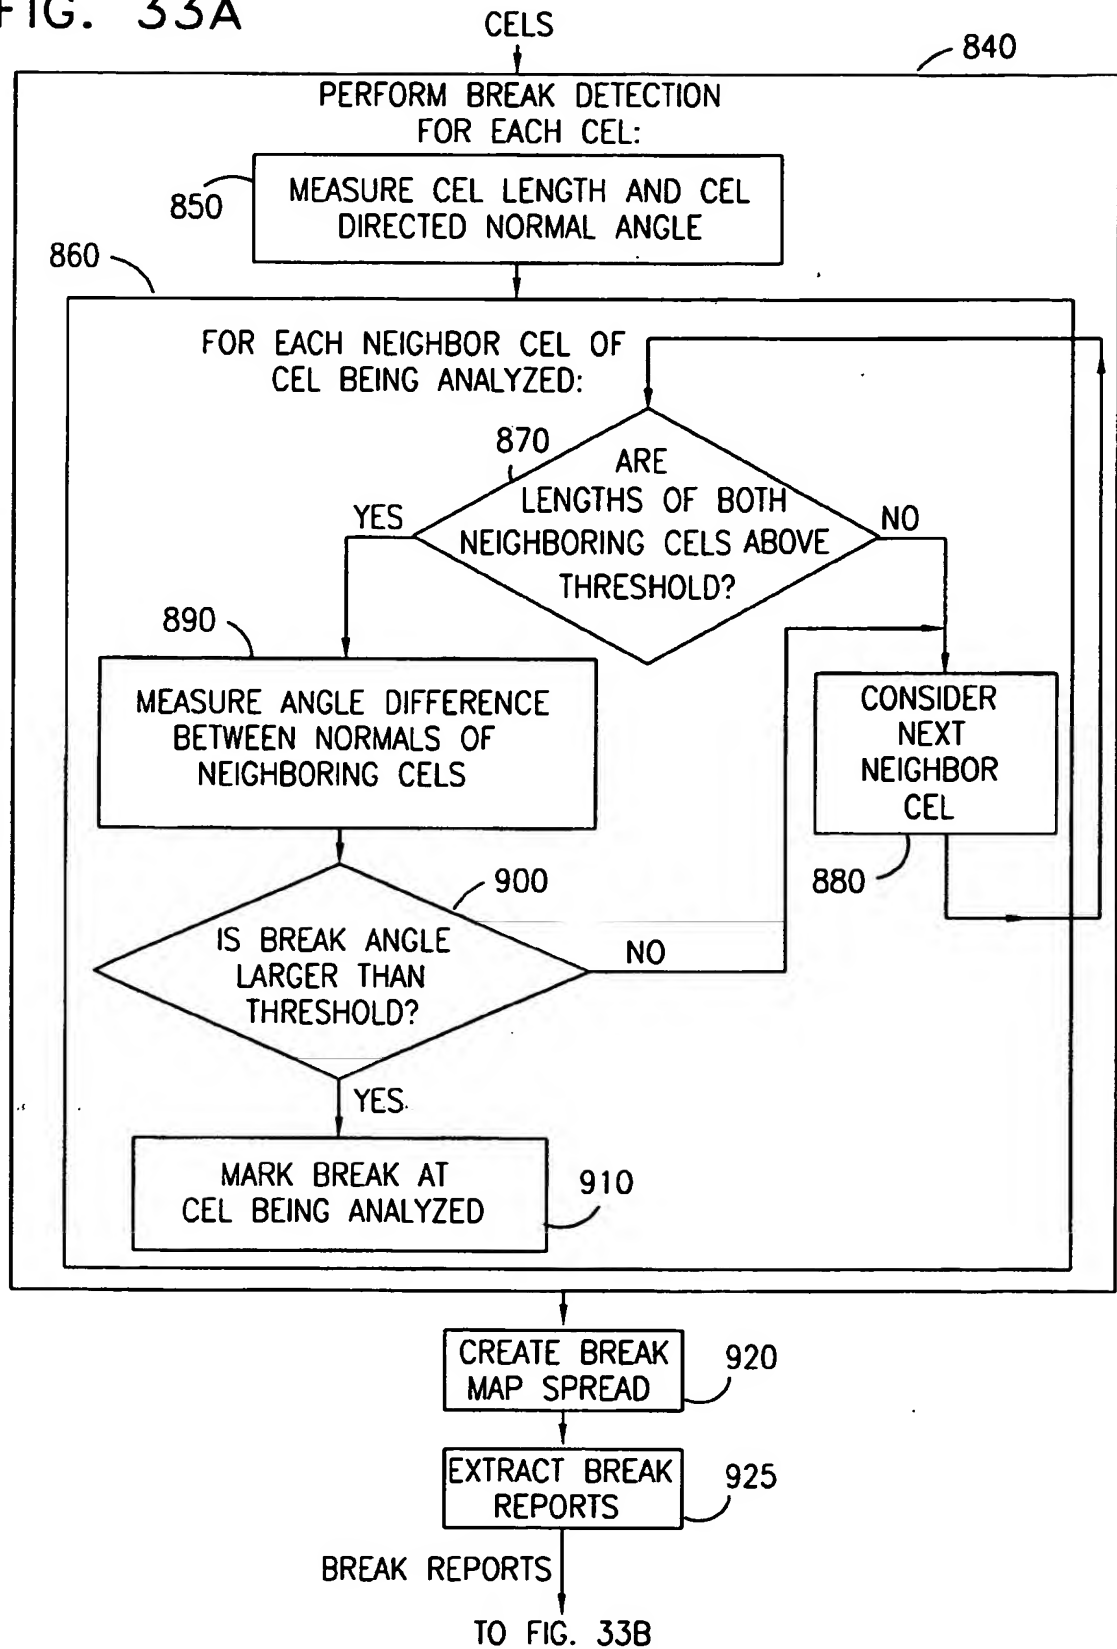 FIG. 33A
CELS
840
PERFORM BREAK DETECTION
FOR EACH CEL:
850
MEASURE CEL LENGTH AND CEL
DIRECTED NORMAL ANGLE
860
FOR EACH NEIGHBOR CEL OF
CEL BEING ANALYZED:
870
ARE
LENGTHS OF BOTH
NEIGHBORING CELS ABOVE
THRESHOLD?
YES
NO
890
MEASURE ANGLE DIFFERENCE
BETWEEN NORMALS OF
NEIGHBORING CELS
CONSIDER
NEXT
NEIGHBOR
CEL
880
900
IS BREAK ANGLE
LARGER THAN
THRESHOLD?
NO
YES
MARK BREAK AT
CEL BEING ANALYZED
910
CREATE BREAK
MAP SPREAD
920
EXTRACT BREAK
REPORTS
925
BREAK REPORTS
TO FIG. 33B